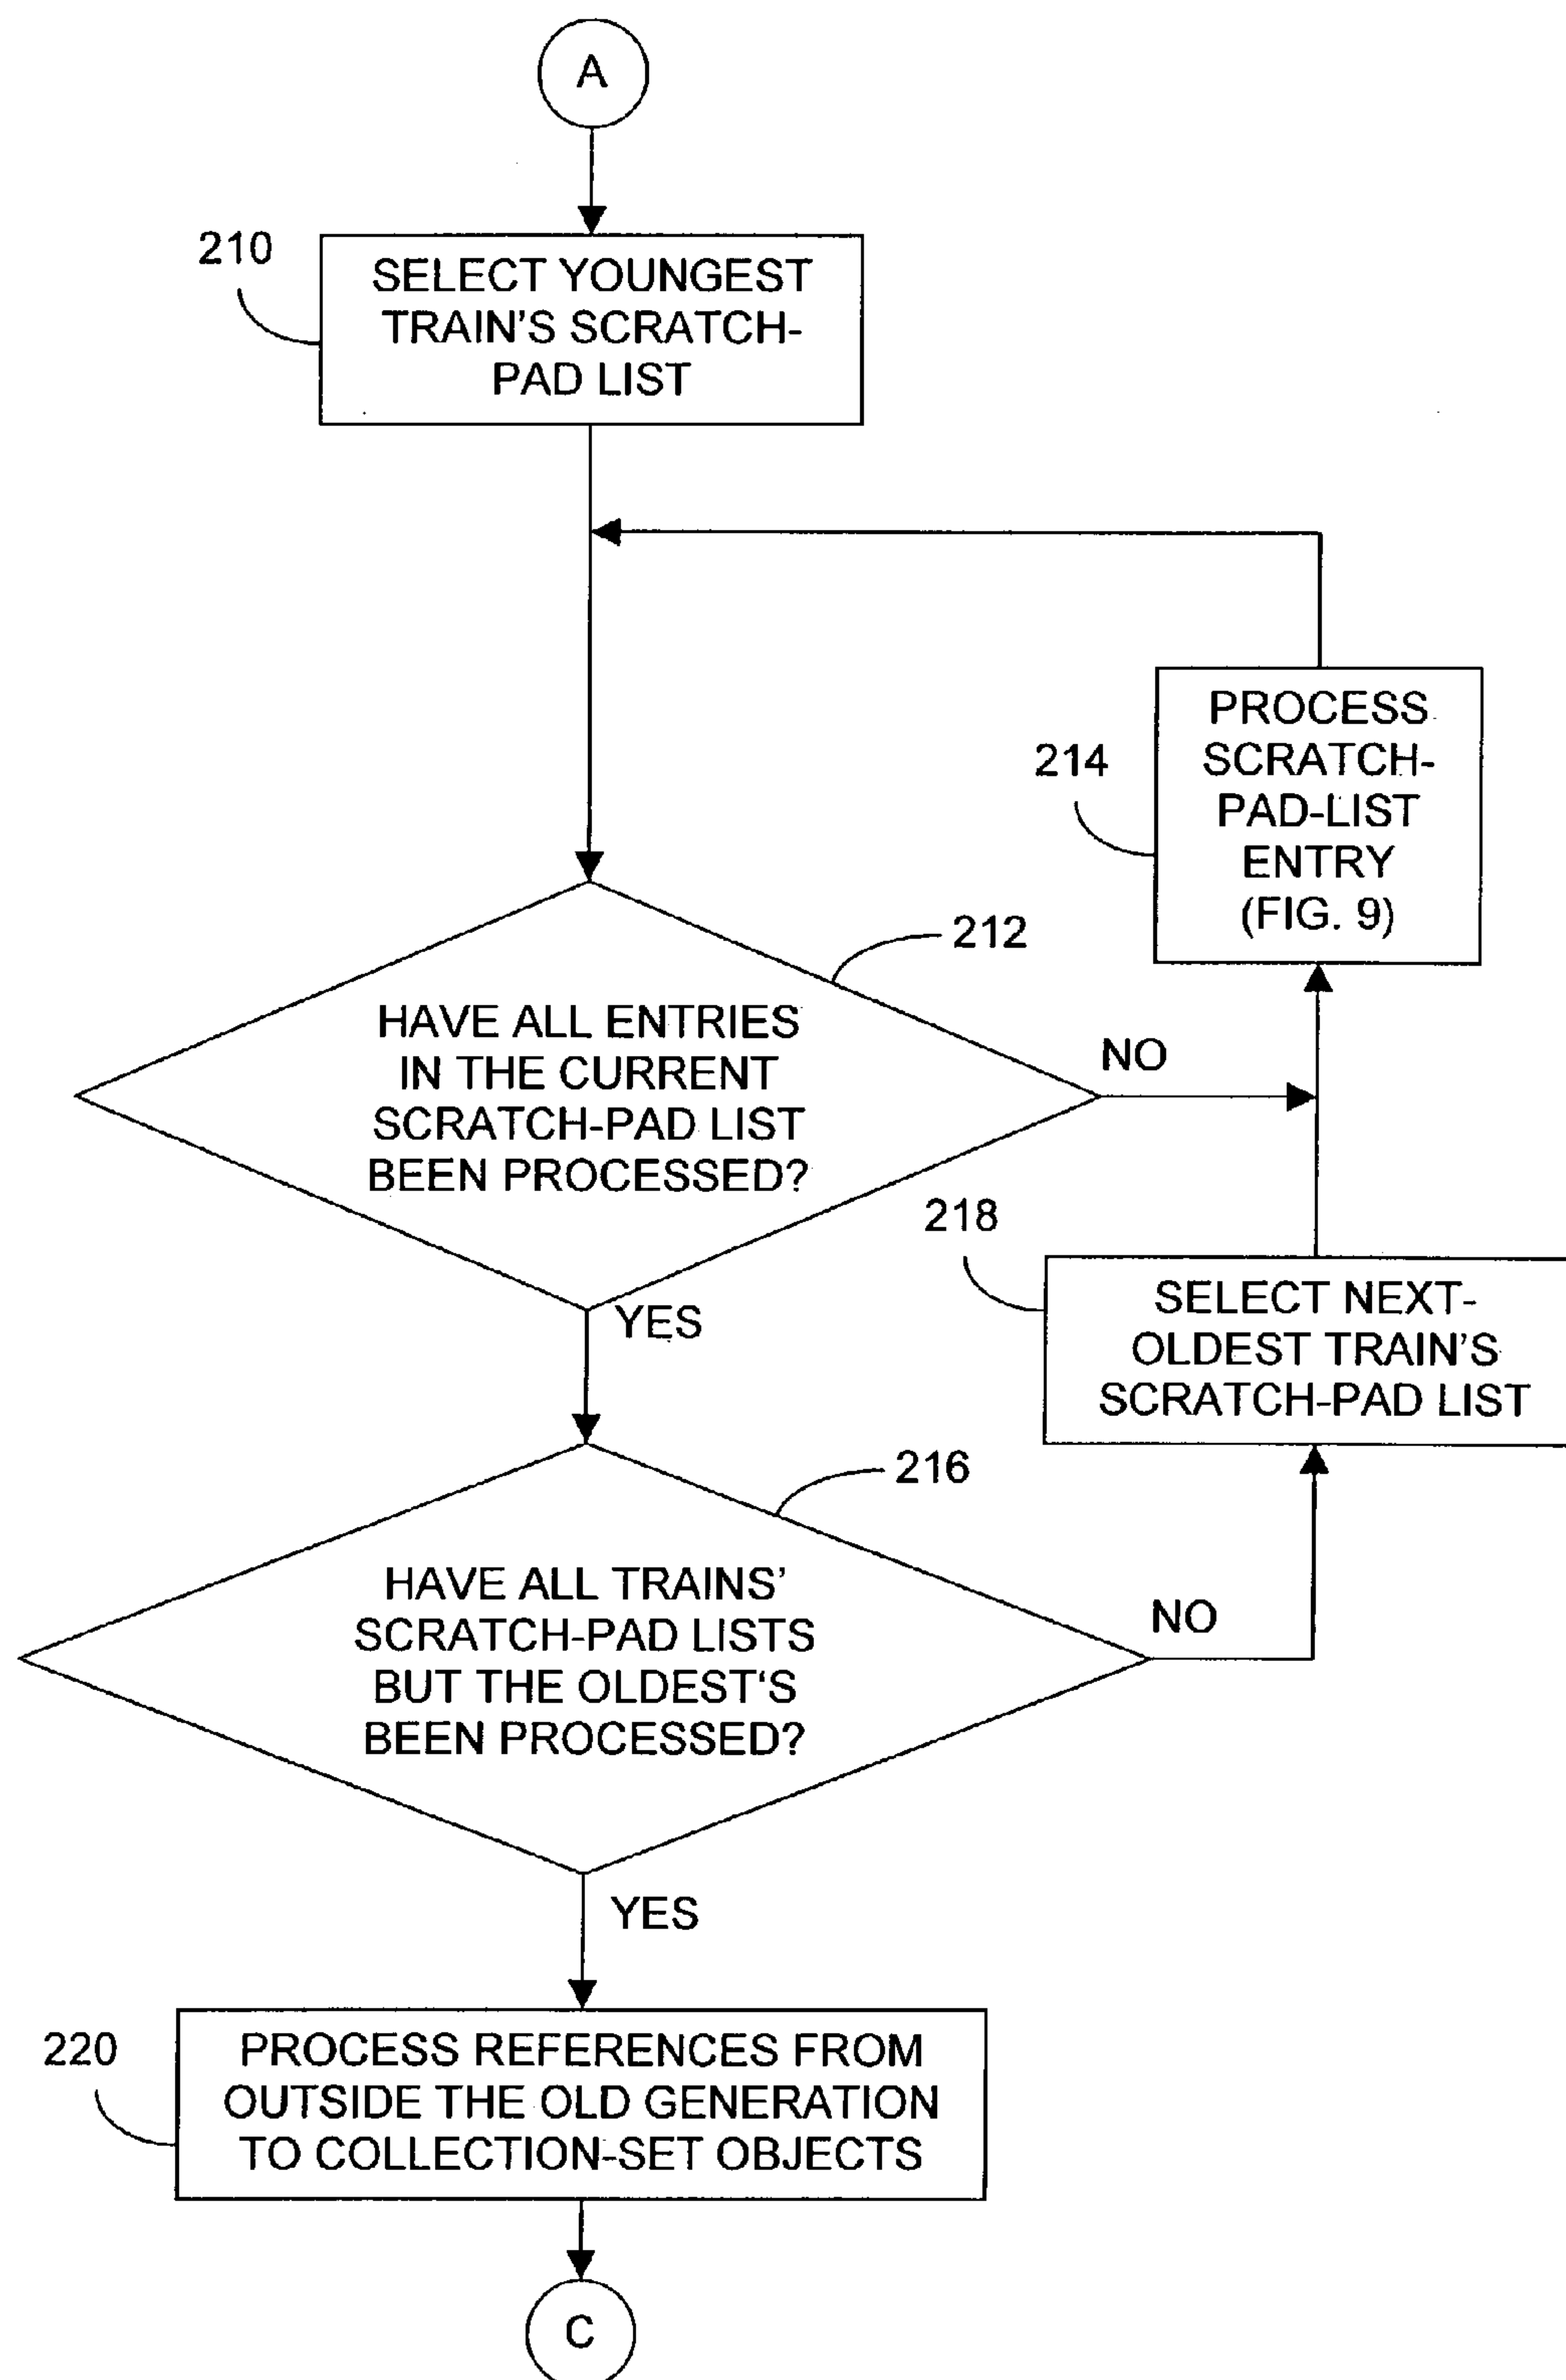 A
210
SELECT YOUNGEST
TRAIN'S SCRATCH-
PAD LIST
PROCESS
SCRATCH-
PAD-LIST
ENTRY
(FIG. 9)
214
212
HAVE ALL ENTRIES
IN THE CURRENT
SCRATCH-PAD LIST
BEEN PROCESSED?
NO
YES
218
SELECT NEXT-
OLDEST TRAIN'S
SCRATCH-PAD LIST
216
HAVE ALL TRAINS'
SCRATCH-PAD LISTS
BUT THE OLDEST‘S
BEEN PROCESSED?
NO
YES
220
PROCESS REFERENCES FROM
OUTSIDE THE OLD GENERATION
TO COLLECTION-SET OBJECTS
C